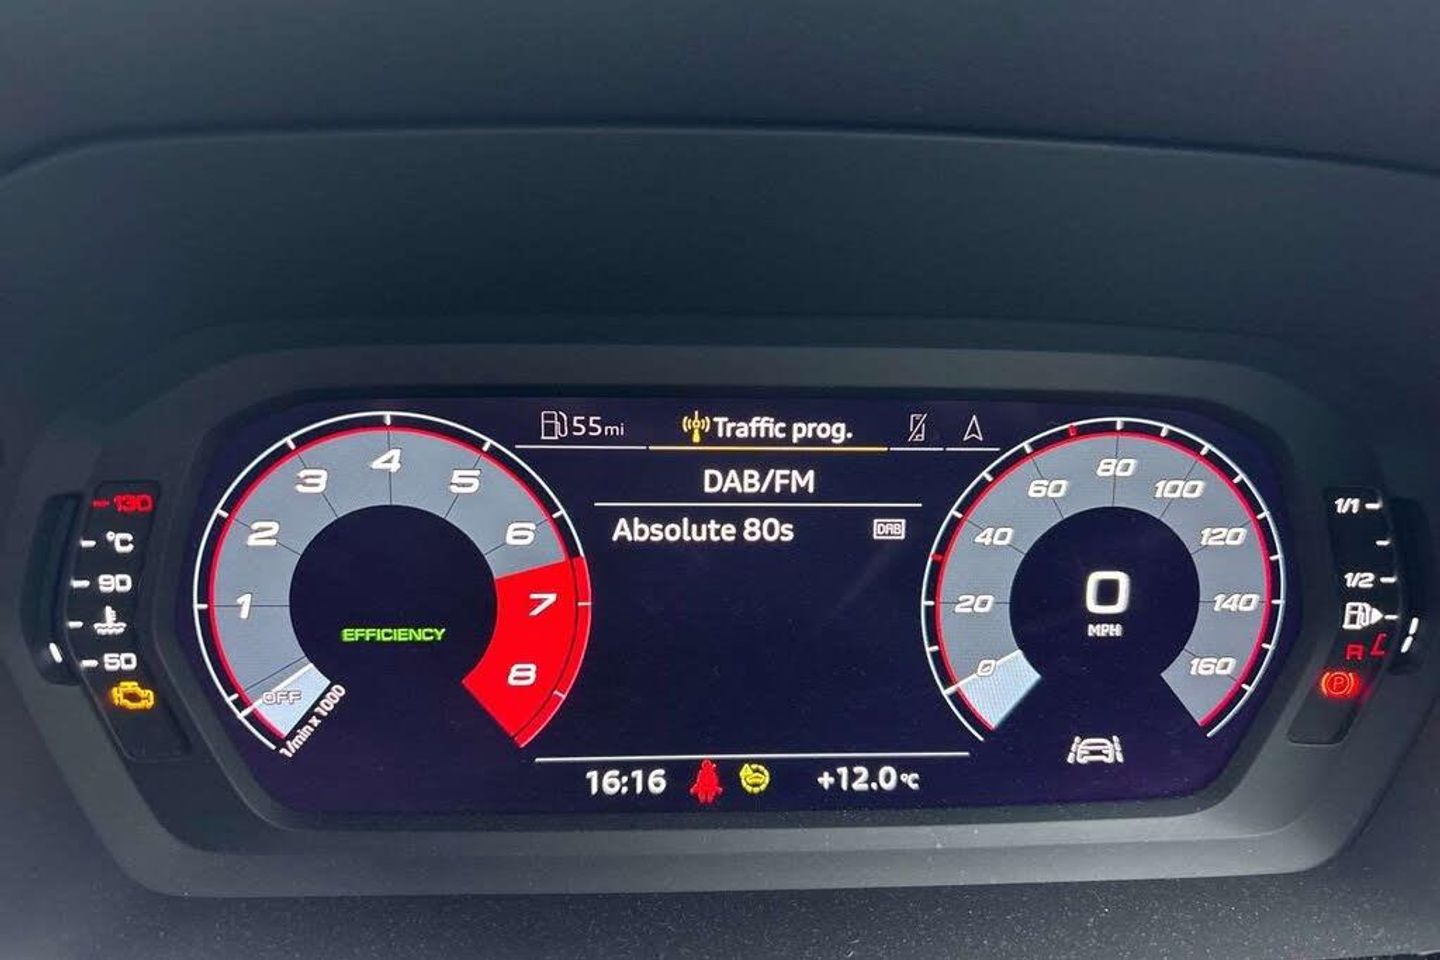 55mi
Traffic prog.
DAB/FM
Absolute 80s
DAB
130
°C
90
50
1
2
3
4
5
6
7
8
OFF
1/min x 1000
EFFICIENCY
0
20
40
60
80
100
120
140
160
0
MPH
1/1
1/2
R
P
16:16
+12.0°C